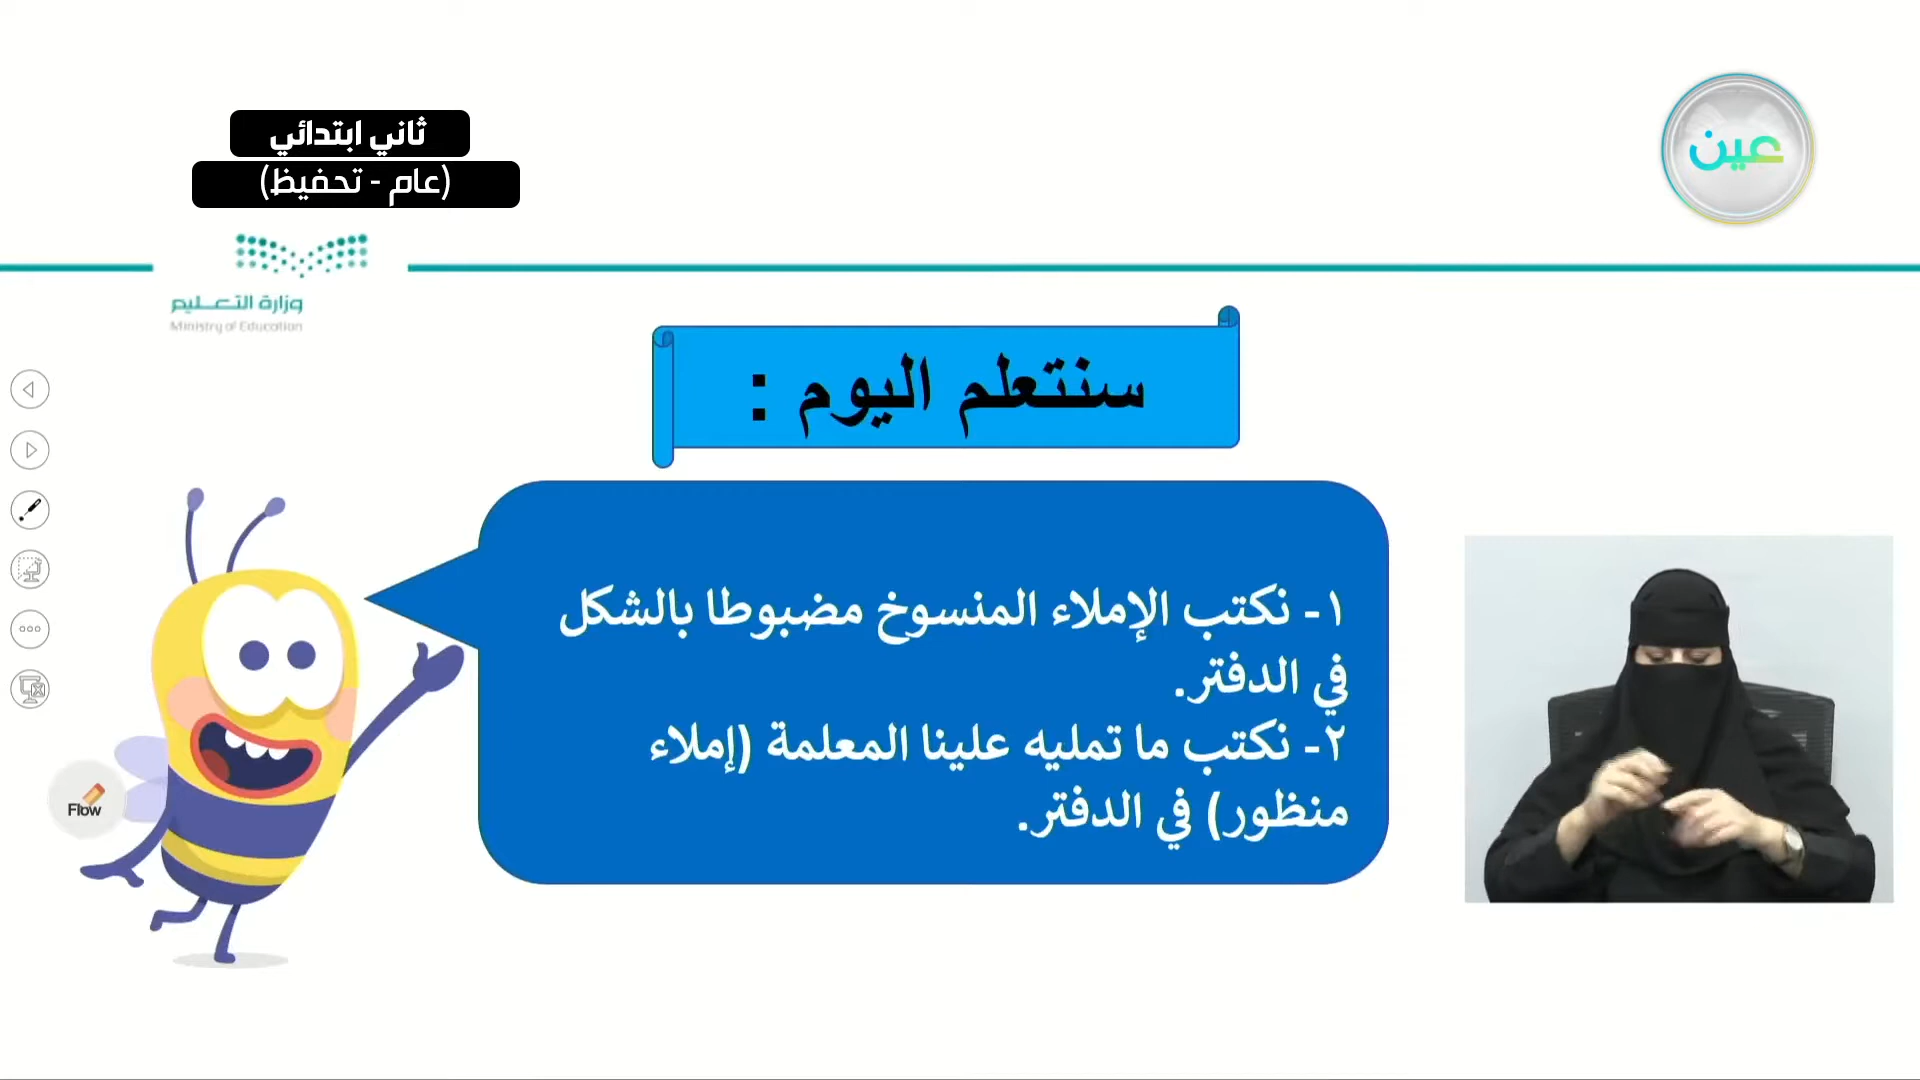 ثاني ابتدائي
(عام - تحفيظ)
عين
وزارة التعليم
Ministry of Education
سنتعلم اليوم :
١- نكتب الإملاء المنسوخ مضبوطا بالشكل
في الدفتر.
٢- نكتب ما تمليه علينا المعلمة (إملاء
منظور) في الدفتر.
Flow